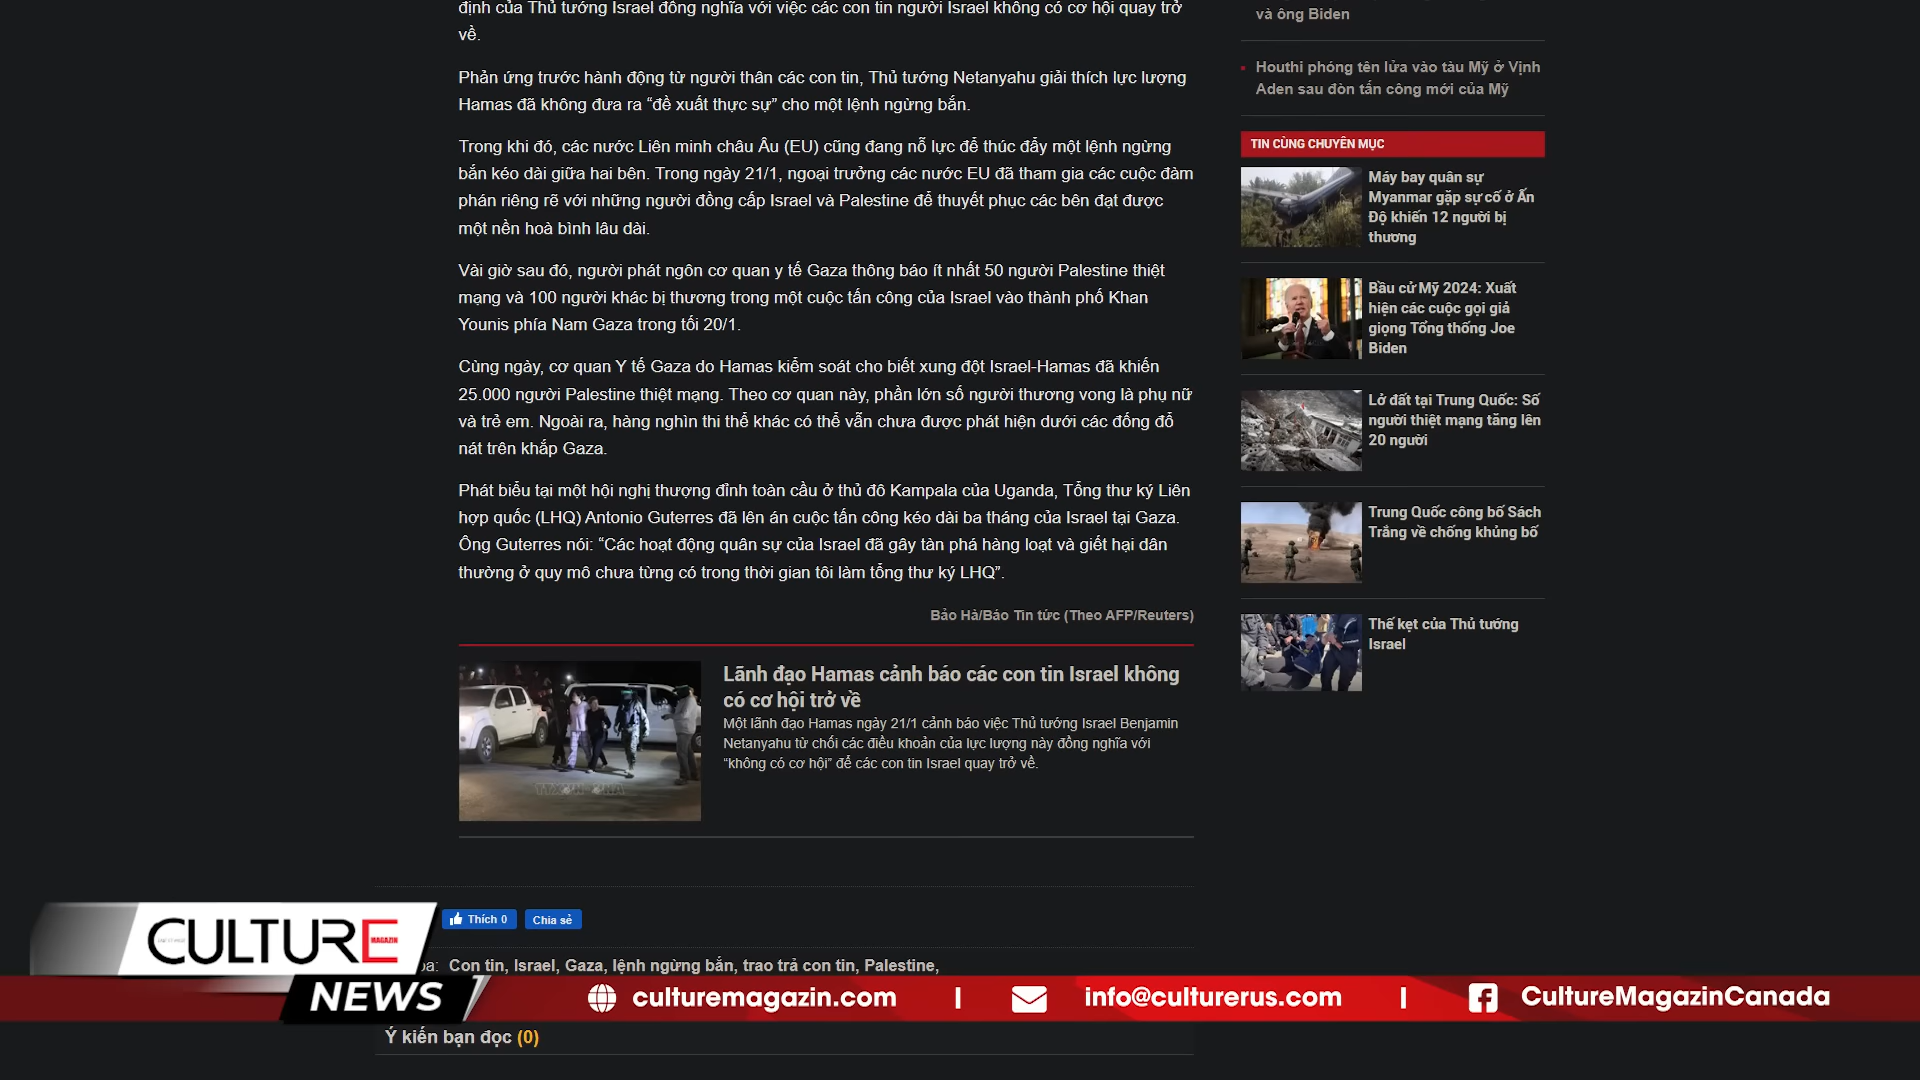 định của Thủ tướng Israel đồng nghĩa với việc các con tin người Israel không có cơ hội quay trở
về.
Phản ứng trước hành động từ người thân các con tin, Thủ tướng Netanyahu giải thích lực lượng
Hamas đã không đưa ra “đề xuất thực sự” cho một lệnh ngừng bắn.
Trong khi đó, các nước Liên minh châu Âu (EU) cũng đang nỗ lực để thúc đẩy một lệnh ngừng
bắn kéo dài giữa hai bên. Trong ngày 21/1, ngoại trưởng các nước EU đã tham gia các cuộc đàm
phán riêng rẽ với những người đồng cấp Israel và Palestine để thuyết phục các bên đạt được
một nền hoà bình lâu dài.
Vài giờ sau đó, người phát ngôn cơ quan y tế Gaza thông báo ít nhất 50 người Palestine thiệt
mạng và 100 người khác bị thương trong một cuộc tấn công của Israel vào thành phố Khan
Younis phía Nam Gaza trong tối 20/1.
Cùng ngày, cơ quan Y tế Gaza do Hamas kiểm soát cho biết xung đột Israel-Hamas đã khiến
25.000 người Palestine thiệt mạng. Theo cơ quan này, phần lớn số người thương vong là phụ nữ
và trẻ em. Ngoài ra, hàng nghìn thi thể khác có thể vẫn chưa được phát hiện dưới các đống đổ
nát trên khắp Gaza.
Phát biểu tại một hội nghị thượng đỉnh toàn cầu ở thủ đô Kampala của Uganda, Tổng thư ký Liên
hợp quốc (LHQ) Antonio Guterres đã lên án cuộc tấn công kéo dài ba tháng của Israel tại Gaza.
Ông Guterres nói: “Các hoạt động quân sự của Israel đã gây tàn phá hàng loạt và giết hại dân
thường ở quy mô chưa từng có trong thời gian tôi làm tổng thư ký LHQ”.
Bảo Hà/Báo Tin tức (Theo AFP/Reuters)
Lãnh đạo Hamas cảnh báo các con tin Israel không
có cơ hội trở về
Một lãnh đạo Hamas ngày 21/1 cảnh báo việc Thủ tướng Israel Benjamin
Netanyahu từ chối các điều khoản của lực lượng này đồng nghĩa với
“không có cơ hội” để các con tin Israel quay trở về.
Thích 0
Chia sẻ
Con tin, Israel, Gaza, lệnh ngừng bắn, trao trả con tin, Palestine,
Ý kiến bạn đọc (0)
và ông Biden
Houthi phóng tên lửa vào tàu Mỹ ở Vịnh
Aden sau đòn tấn công mới của Mỹ
TIN CÙNG CHUYÊN MỤC
Máy bay quân sự
Myanmar gặp sự cố ở Ấn
Độ khiến 12 người bị
thương
Bầu cử Mỹ 2024: Xuất
hiện các cuộc gọi giả
giọng Tổng thống Joe
Biden
Lở đất tại Trung Quốc: Số
người thiệt mạng tăng lên
20 người
Trung Quốc công bố Sách
Trắng về chống khủng bố
Thế kẹt của Thủ tướng
Israel
CULTURE
MAGAZIN
NEWS
culturemagazin.com
info@culturerus.com
CultureMagazinCanada